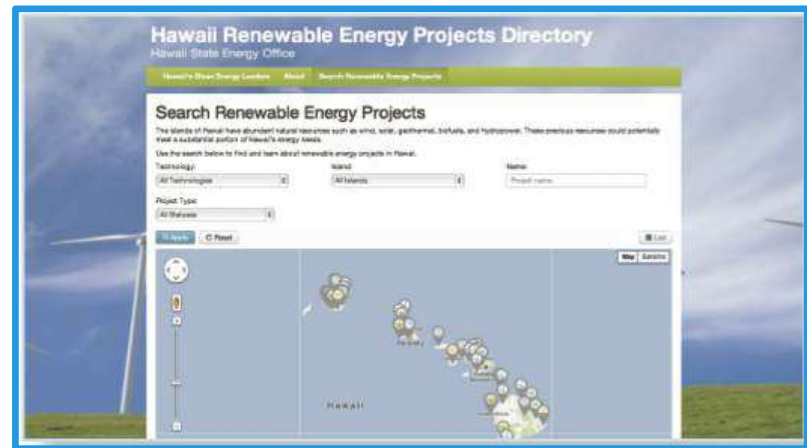 Hawaii Renewable Energy Projects Directory
Hawaii State Energy Office
Hawaii's Clean Energy Leaders About Search Renewable Energy Projects
Search Renewable Energy Projects
The islands of Hawaii have abundant natural resources such as wind, solar, geothermal, biofuels, and hydropower. These precious resources could potentially
meet a substantial portion of Hawaii's energy needs.
Use the search below to find and learn about renewable energy projects in Hawaii.
Technology: Island: Name:
All Technologies All Islands Project name
Project Type:
All Statuses
Apply Reset List
Map Satellite
Hawaii